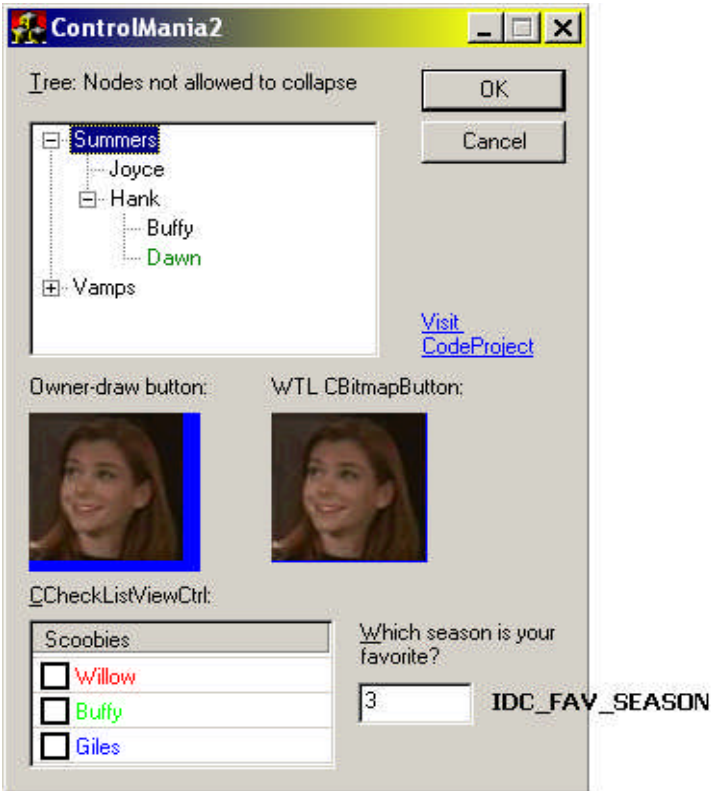 ControlMania2
Tree: Nodes not allowed to collapse
OK
Cancel
Summers
Joyce
Hank
Buffy
Dawn
Vamps
Visit
CodeProject
Owner-draw button:
WTL CBitmapButton:
CCheckListViewCtrl:
Scoobies
Willow
Buffy
Giles
Which season is your
favorite?
3
IDC_FAV_SEASON